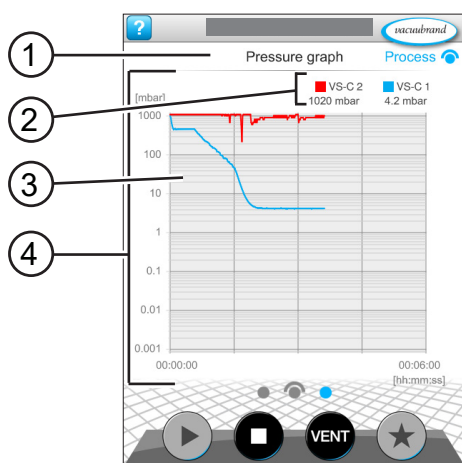 ?
vacuubrand
1
Pressure graph
Process
2
VS-C 2
VS-C 1
1020 mbar
4.2 mbar
[mbar]
1000
100
3
10
4
1
0.1
0.01
0.001
00:00:00
00:06:00
[hh:mm:ss]
VENT